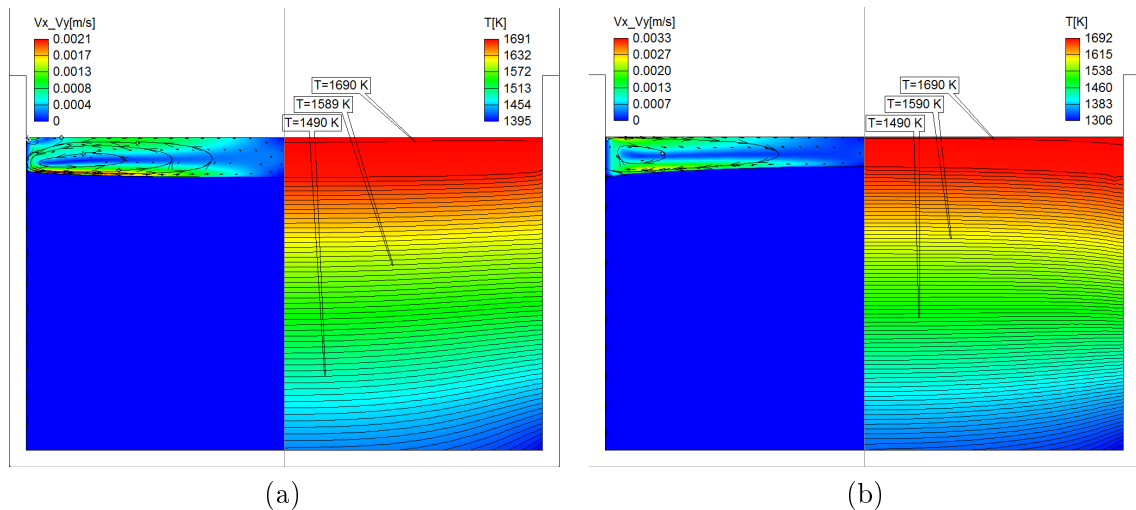 Vx_Vy[m/s]
0.0021
0.0017
0.0013
0.0008
0.0004
0
T[K]
1691
1632
1572
1513
1454
1395
T=1690 K
T=1589 K
T=1490 K
(a)
Vx_Vy[m/s]
0.0033
0.0027
0.0020
0.0013
0.0007
0
T[K]
1692
1615
1538
1460
1383
1306
T=1690 K
T=1590 K
T=1490 K
(b)